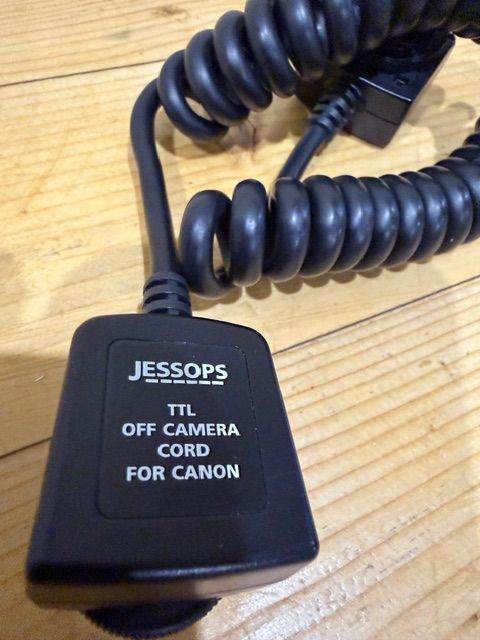 JESSOPS
TTL
OFF CAMERA
CORD
FOR CANON